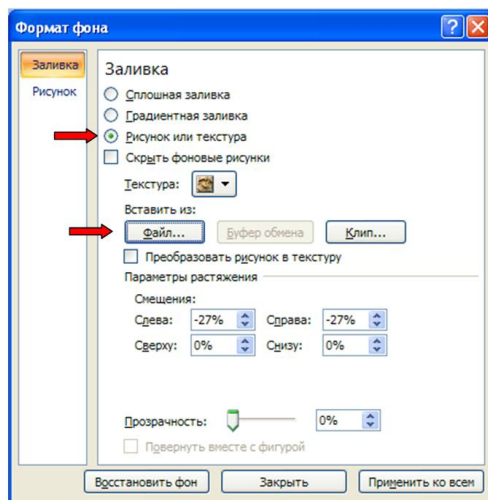 Формат фона
Заливка
Рисунок
Заливка
Сплошная заливка
Градиентная заливка
Рисунок или текстура
Скрыть фоновые рисунки
Текстура:
Вставить из:
Файл... Буфер обмена Клип...
Преобразовать рисунок в текстуру
Параметры растяжения
Смещения:
Слева: -27% Справа: -27%
Сверху: 0% Снизу: 0%
Прозрачность: 0%
Повернуть вместе с фигурой
Восстановить фон Закрыть Применить ко всем